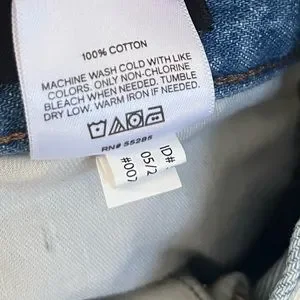 100% COTTON
MACHINE WASH COLD WITH LIKE
COLORS. ONLY NON-CHLORINE
BLEACH WHEN NEEDED. TUMBLE
DRY LOW. WARM IRON IF NEEDED.
RN# 55285
ID#
05/2
#007